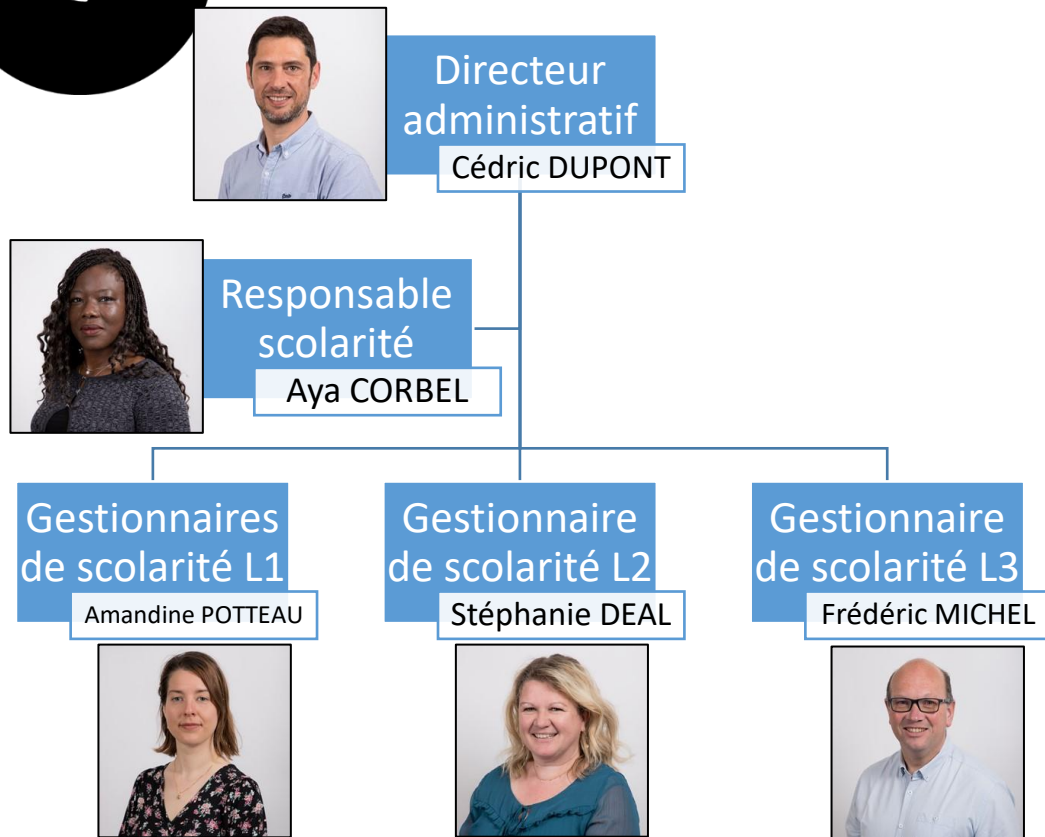 Directeur
administratif
Cédric DUPONT
Responsable
scolarité
Aya CORBEL
Gestionnaires
de scolarité L1
Amandine POTTEAU
Gestionnaire
de scolarité L2
Stéphanie DEAL
Gestionnaire
de scolarité L3
Frédéric MICHEL